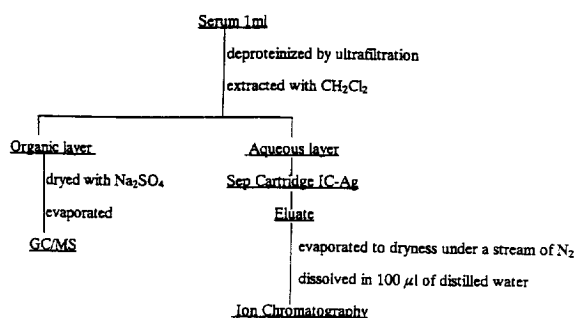 Serum 1ml
deproteinized by ultrafiltration
extracted with CH₂Cl₂
Organic layer
dryed with Na₂SO₄
evaporated
GC/MS
Aqueous layer
Sep Cartridge IC-Ag
Eluate
evaporated to dryness under a stream of N₂
dissolved in 100 μl of distilled water
Ion Chromatography